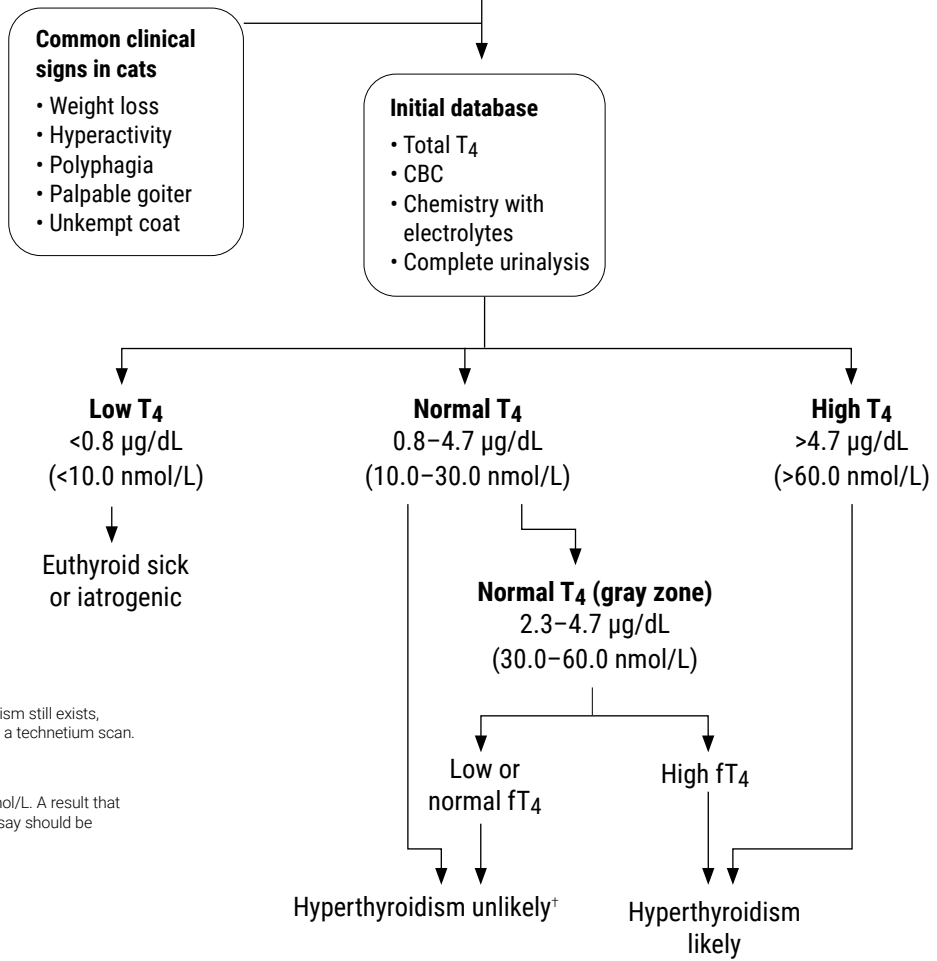 Common clinical
signs in cats
• Weight loss
• Hyperactivity
• Polyphagia
• Palpable goiter
• Unkempt coat
Initial database
• Total T4
• CBC
• Chemistry with
electrolytes
• Complete urinalysis
Low T4
<0.8 µg/dL
(<10.0 nmol/L)
Euthyroid sick
or iatrogenic
Normal T4
0.8–4.7 µg/dL
(10.0–30.0 nmol/L)
High T4
>4.7 µg/dL
(>60.0 nmol/L)
Normal T4 (gray zone)
2.3–4.7 µg/dL
(30.0–60.0 nmol/L)
Low or
normal fT4
High fT4
Hyperthyroidism unlikely†
Hyperthyroidism
likely
ism still exists,
a technetium scan.
mol/L. A result that
say should be